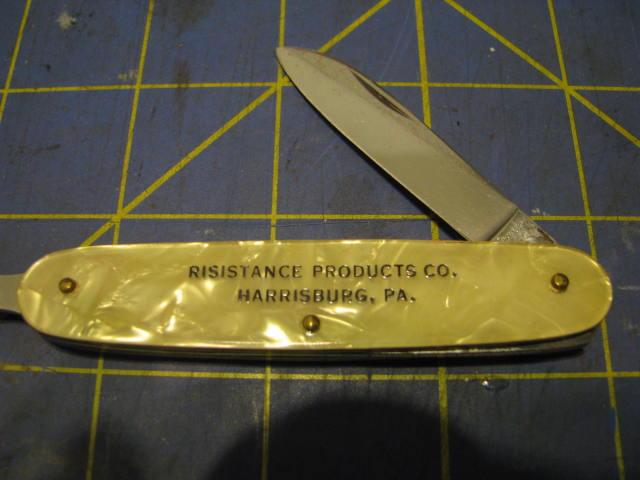 RISISTANCE PRODUCTS CO.
HARRISBURG, PA.